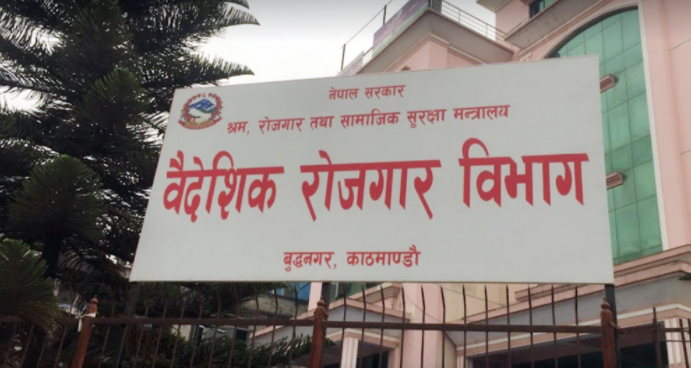 नेपाल सरकार
श्रम, रोजगार तथा सामाजिक सुरक्षा मन्त्रालय
वैदेशिक रोजगार विभाग
बुद्धनगर, काठमाण्डौ